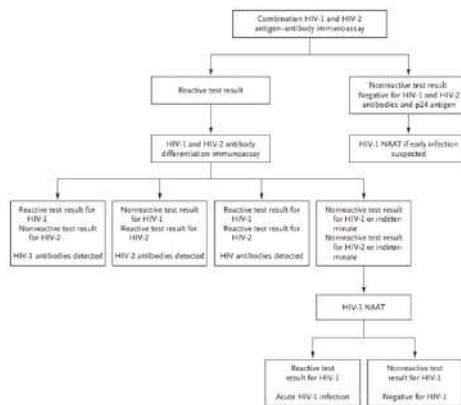 Combination HIV-1 and HIV-2
antigen–antibody immunoassay
Reactive test result
Nonreactive test result
Negative for HIV-1 and HIV-2
antibodies and p24 antigen
HIV-1 and HIV-2 antibody
differentiation immunoassay
HIV-1 NAAT if early infection
suspected
Reactive test result for
HIV-1
Nonreactive test result
for HIV-2
HIV-1 antibodies detected
Nonreactive test result
for HIV-1
Reactive test result for
HIV-2
HIV-2 antibodies detected
Reactive test result for
HIV-1
Reactive test result for
HIV-2
HIV antibodies detected
Nonreactive test result
for HIV-1 or indeter-
minate
Nonreactive test result
for HIV-2 or indeter-
minate
HIV-1 NAAT
Reactive test
result for HIV-1
Acute HIV-1 infection
Nonreactive test
result for HIV-1
Negative for HIV-1